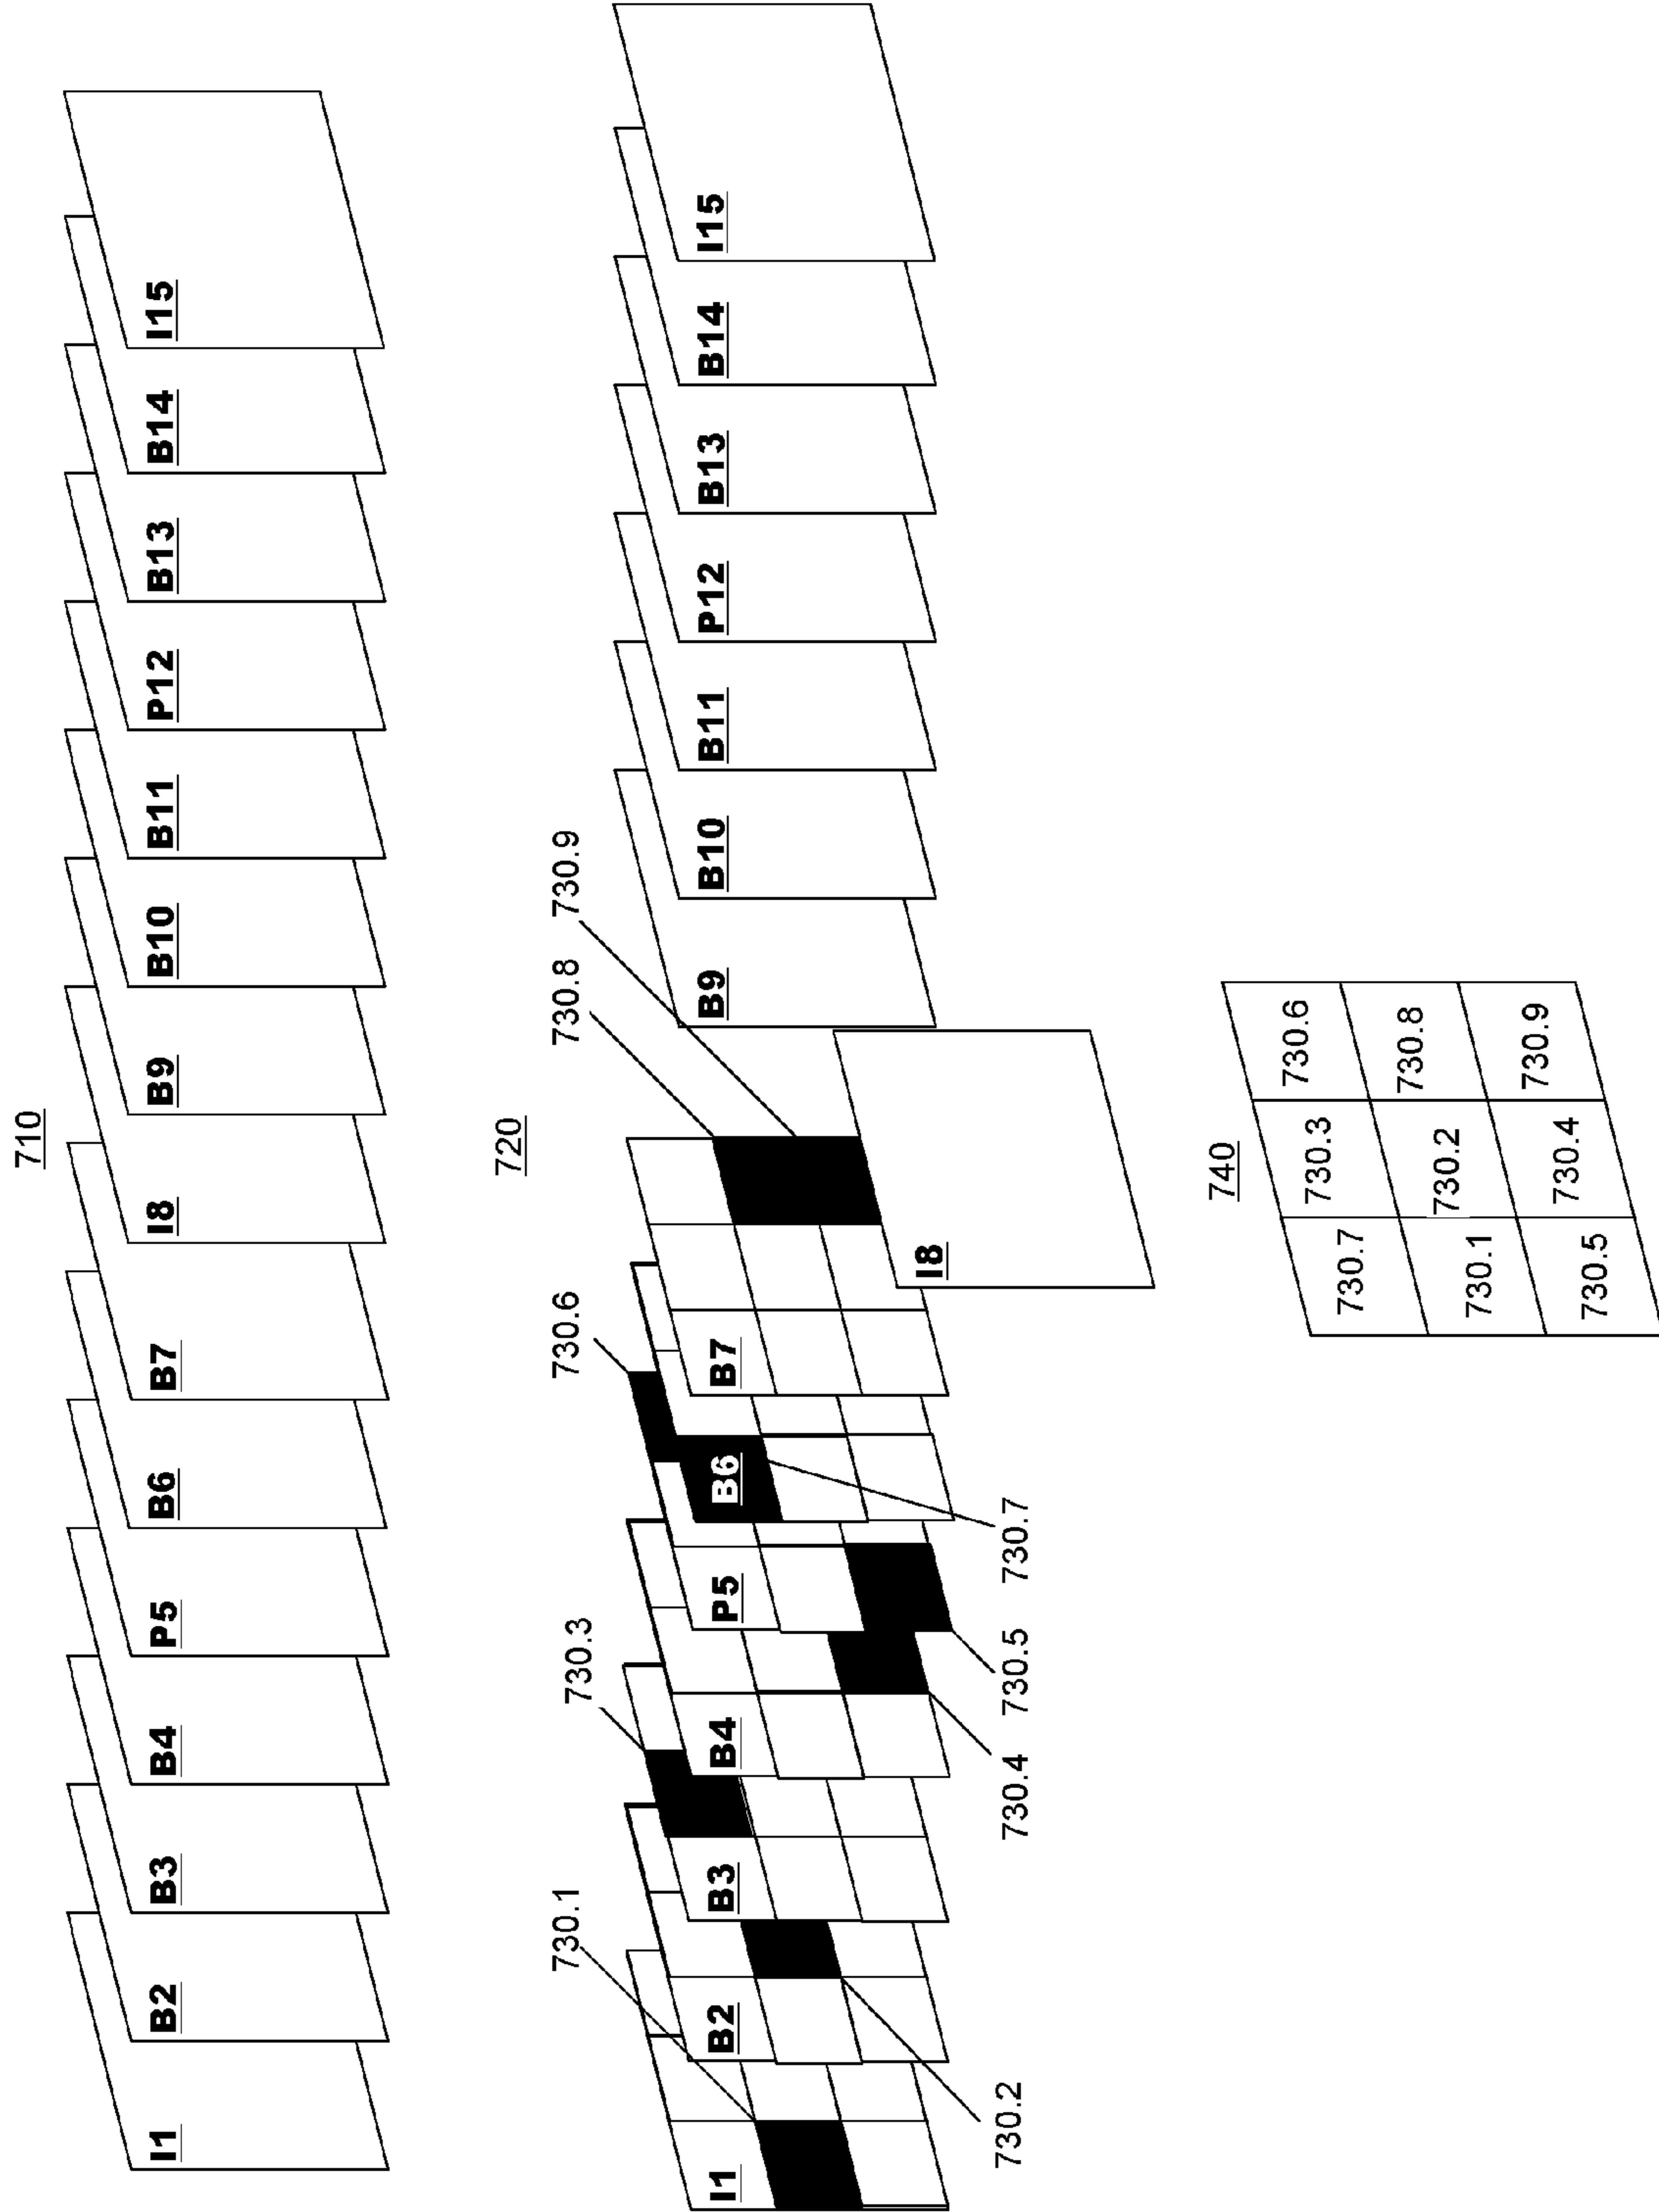 710
I1 B2 B3 B4 P5 B6 B7 I8 B9 B10 B11 P12 B13 B14 I15
720
730.1 730.3 730.6 730.8 730.9
I1 B2 B3 B4 P5 B6 B7 I8 B9 B10 B11 P12 B13 B14 I15
730.2 730.4 730.5 730.7
740
730.7 730.3 730.6
730.1 730.2 730.8
730.5 730.4 730.9